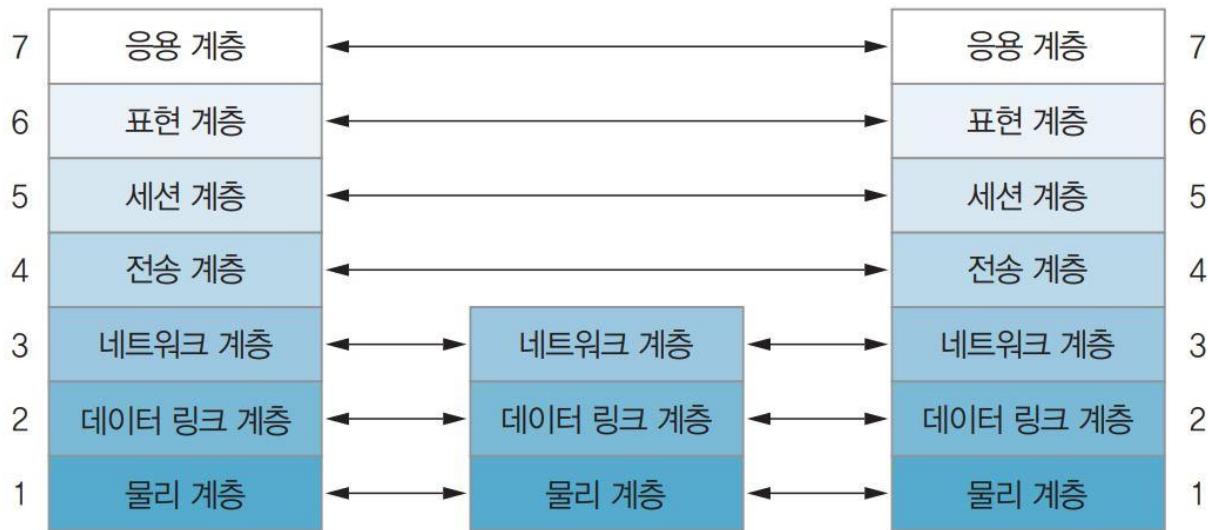 7 응용 계층 응용 계층 7
6 표현 계층 표현 계층 6
5 세션 계층 세션 계층 5
4 전송 계층 전송 계층 4
3 네트워크 계층 네트워크 계층 네트워크 계층 3
2 데이터 링크 계층 데이터 링크 계층 데이터 링크 계층 2
1 물리 계층 물리 계층 물리 계층 1